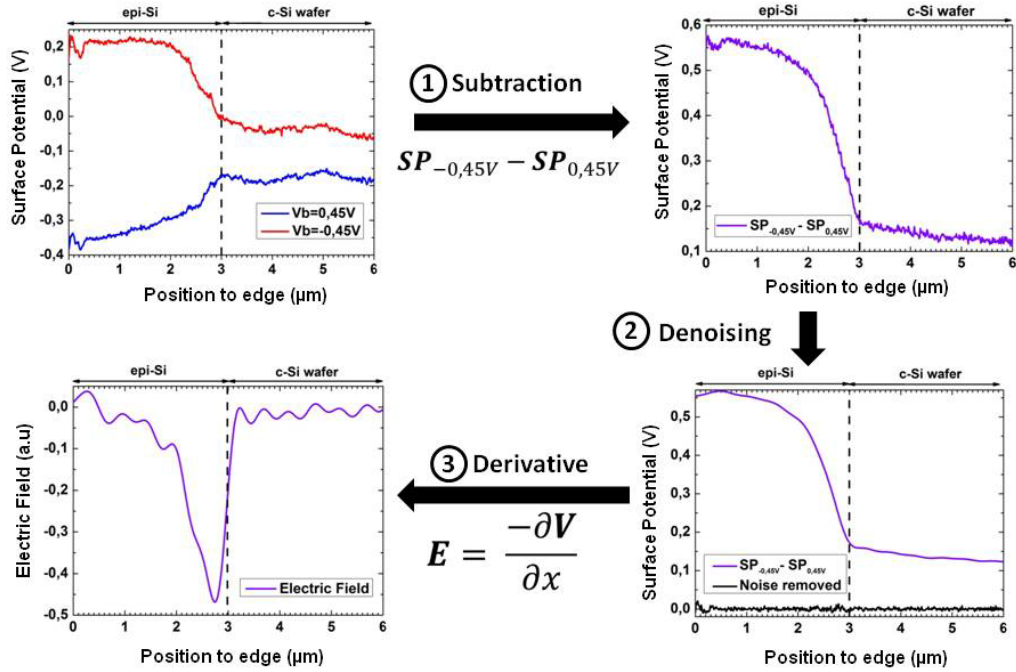 epi-Si c-Si wafer
Surface Potential (V)
0,2
0,1
0,0
-0,1
-0,2
-0,3
-0,4
Vb=0,45V
Vb=-0,45V
0 1 2 3 4 5 6
Position to edge (µm)
1 Subtraction
SP-0,45V − SP0,45V
epi-Si c-Si wafer
Surface Potential (V)
0,6
0,5
0,4
0,3
0,2
0,1
SP-0,45V - SP0,45V
0 1 2 3 4 5 6
Position to edge (µm)
2 Denoising
epi-Si c-Si wafer
Surface Potential (V)
0,5
0,4
0,3
0,2
0,1
0,0
SP-0,45V - SP0,45V
Noise removed
0 1 2 3 4 5 6
Position to edge (µm)
3 Derivative
E = −∂V
∂x
epi-Si c-Si wafer
Electric Field (a.u)
0,0
-0,1
-0,2
-0,3
-0,4
-0,5
Electric Field
0 1 2 3 4 5 6
Position to edge (µm)